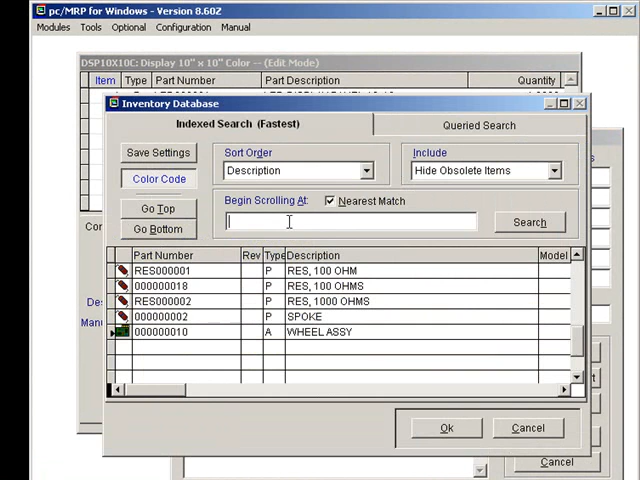 pc/MRP for Windows - Version 8.60Z
Modules Tools Optional Configuration Manual
DSP10X10C: Display 10" x 10" Color -- (Edit Mode)
Item Type Part Number Part Description Quantity
Inventory Database
Indexed Search (Fastest) Queried Search
Save Settings
Color Code
Go Top
Go Bottom
Sort Order
Description
Include
Hide Obsolete Items
Begin Scrolling At: Nearest Match
Search
Part Number Rev Type Description Model
RES000001 P RES, 100 OHM
000000018 P RES, 100 OHMS
RES000002 P RES, 1000 OHMS
000000002 P SPOKE
000000010 A WHEEL ASSY
Ok Cancel
Cancel